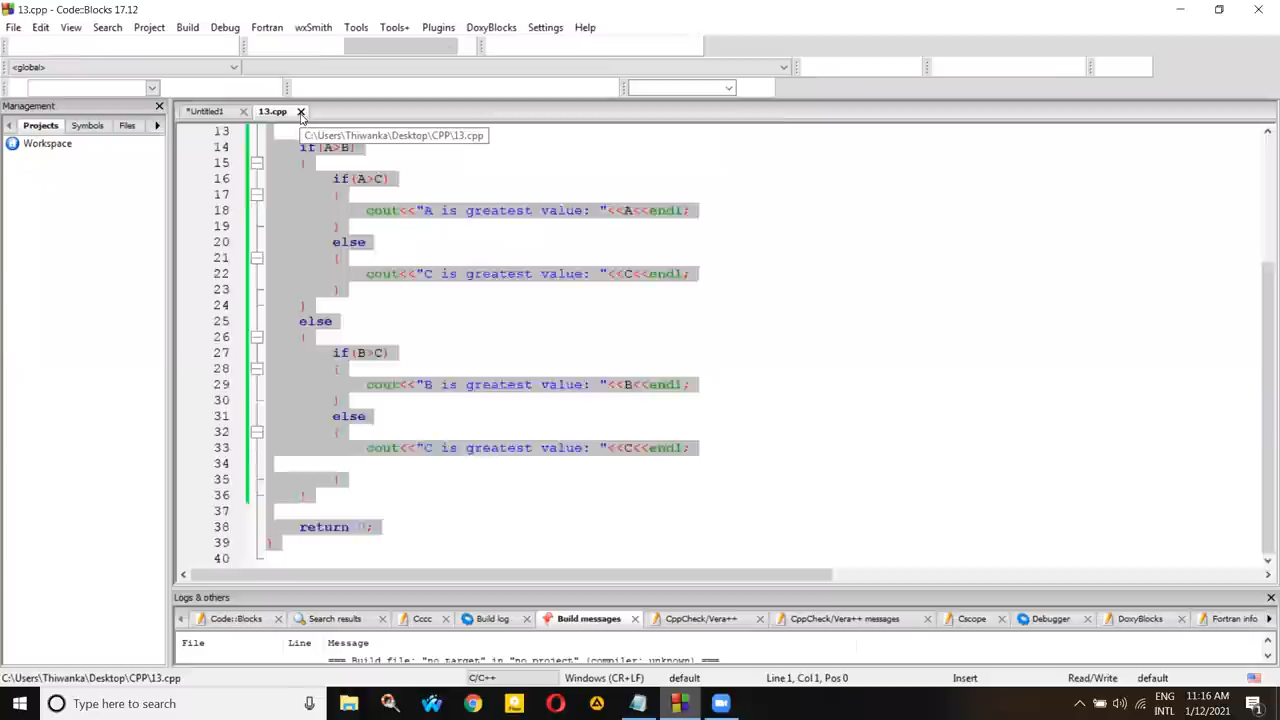 13.cpp - Code::Blocks 17.12
File Edit View Search Project Build Debug Fortran wxSmith Tools Tools+ Plugins DoxyBlocks Settings Help
<global>
Management
*Untitled1 13.cpp
Projects Symbols Files
C:\Users\Thiwanka\Desktop\CPP\13.cpp
Workspace
13
14 if(A>B)
15 {
16 if(A>C)
17 {
18 cout<<"A is greatest value: "<<A<<endl;
19 }
20 else
21 {
22 cout<<"C is greatest value: "<<C<<endl;
23 }
24 }
25 else
26 {
27 if(B>C)
28 {
29 cout<<"B is greatest value: "<<B<<endl;
30 }
31 else
32 {
33 cout<<"C is greatest value: "<<C<<endl;
34
35 }
36 }
37
38 return ;
39 }
40
Logs & others
Code::Blocks Search results Cccc Build log Build messages CppCheck/Vera++ CppCheck/Vera++ messages Cscope Debugger DoxyBlocks Fortran info
File Line Message
=== Build file: "no target" in "no project" (compiler: unknown) ===
C:\Users\Thiwanka\Desktop\CPP\13.cpp C/C++ Windows (CR+LF) default Line 1, Col 1, Pos 0 Insert Read/Write default
Type here to search
ENG
INTL
11:16 AM
1/12/2021